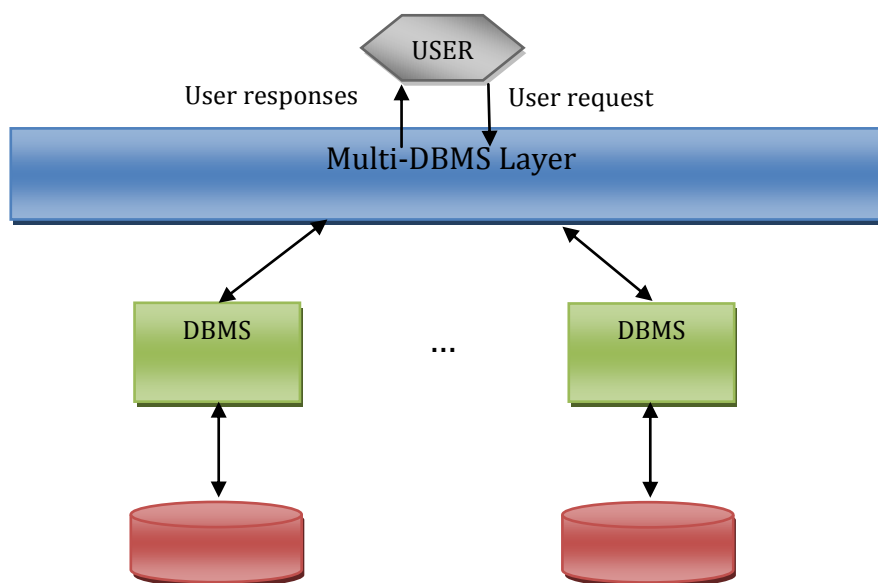 USER
User responses
User request
Multi-DBMS Layer
DBMS
...
DBMS